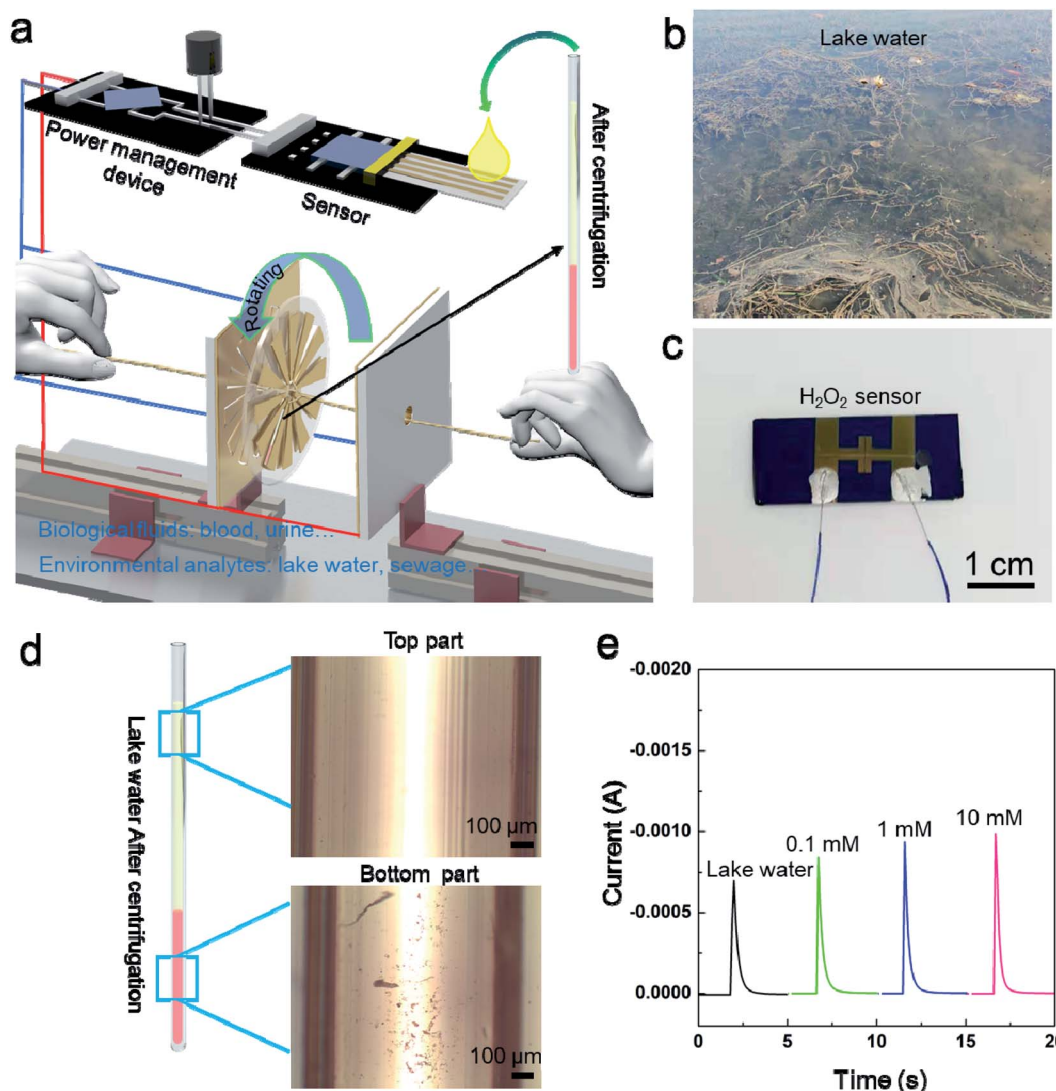 a
Power management
device
Sensor
After centrifugation
Rotating
Biological fluids: blood, urine…
Environmental analytes: lake water, sewage…
b
Lake water
c
H₂O₂ sensor
1 cm
d
Lake water After centrifugation
Top part
100 μm
Bottom part
100 μm
e
-0.0020
-0.0015
-0.0010
-0.0005
0.0000
Current (A)
Lake water
0.1 mM
1 mM
10 mM
0
5
10
15
20
Time (s)